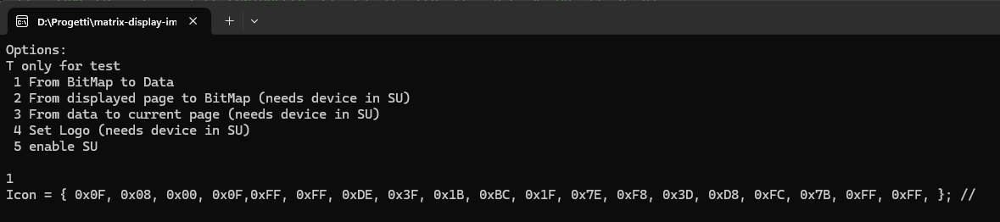 D:\Progetti\matrix-display-im
Options:
T only for test
1 From BitMap to Data
2 From displayed page to BitMap (needs device in SU)
3 From data to current page (needs device in SU)
4 Set Logo (needs device in SU)
5 enable SU
1
Icon = { 0x0F, 0x08, 0x00, 0x0F,0xFF, 0xFF, 0xDE, 0x3F, 0x1B, 0xBC, 0x1F, 0x7E, 0xF8, 0x3D, 0xD8, 0xFC, 0x7B, 0xFF, 0xFF, }; //